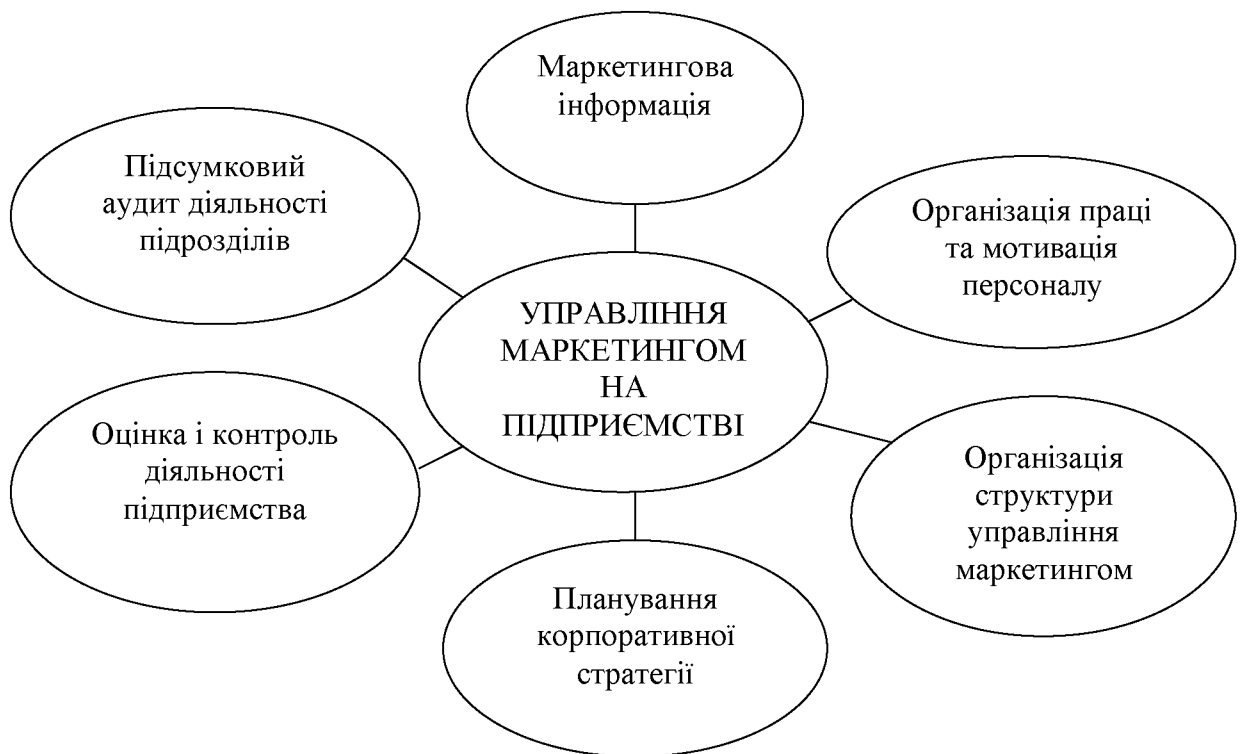 Маркетингова
інформація
Підсумковий
аудит діяльності
підрозділів
Організація праці
та мотивація
персоналу
УПРАВЛІННЯ
МАРКЕТИНГОМ
НА
ПІДПРИЄМСТВІ
Оцінка і контроль
діяльності
підприємства
Організація
структури
управління
маркетингом
Планування
корпоративної
стратегії